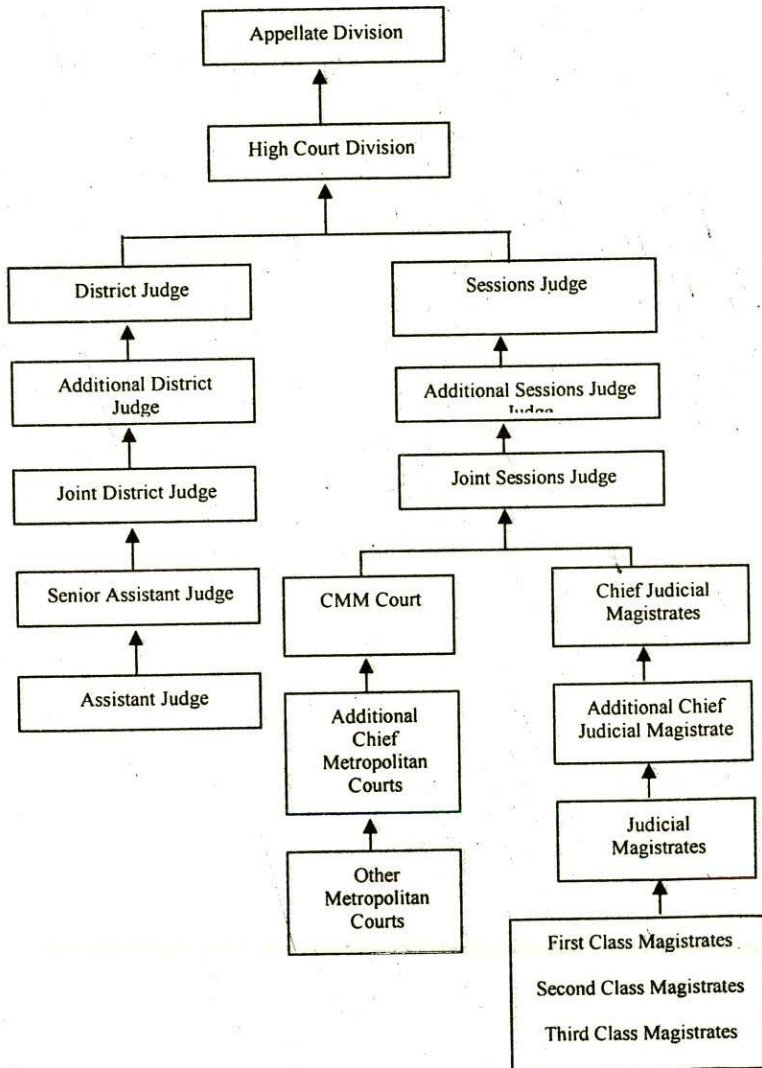 Appellate Division
High Court Division
District Judge
Sessions Judge
Additional District
Judge
Additional Sessions Judge
Judge
Joint District Judge
Joint Sessions Judge
Senior Assistant Judge
CMM Court
Chief Judicial
Magistrates
Assistant Judge
Additional
Chief
Metropolitan
Courts
Additional Chief
Judicial Magistrate
Judicial
Magistrates
Other
Metropolitan
Courts
First Class Magistrates
Second Class Magistrates
Third Class Magistrates